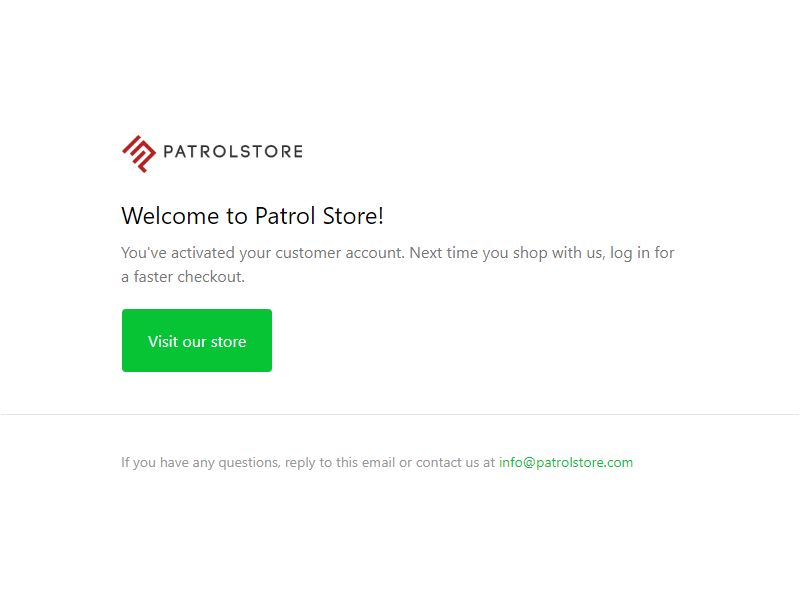 PATROLSTORE
Welcome to Patrol Store!
You've activated your customer account. Next time you shop with us, log in for
a faster checkout.
Visit our store
If you have any questions, reply to this email or contact us at info@patrolstore.com